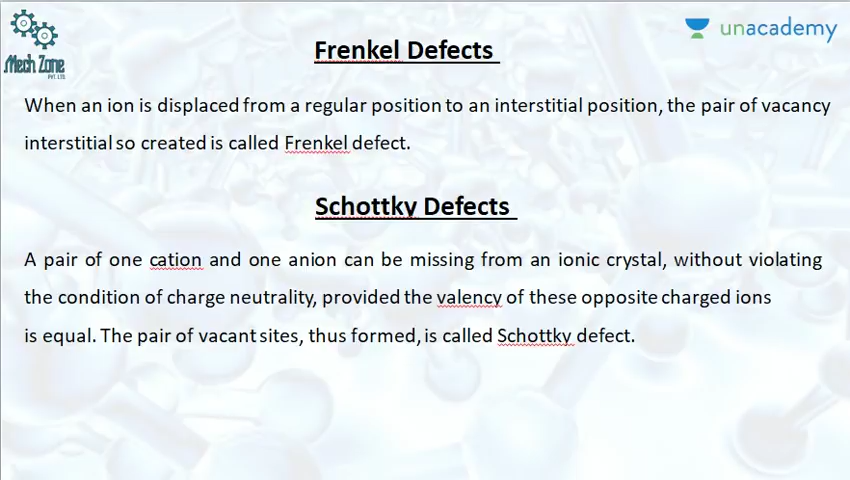 Mech Zone
PVT. LTD
unacademy
Frenkel Defects
When an ion is displaced from a regular position to an interstitial position, the pair of vacancy
interstitial so created is called Frenkel defect.
Schottky Defects
A pair of one cation and one anion can be missing from an ionic crystal, without violating
the condition of charge neutrality, provided the valency of these opposite charged ions
is equal. The pair of vacant sites, thus formed, is called Schottky defect.